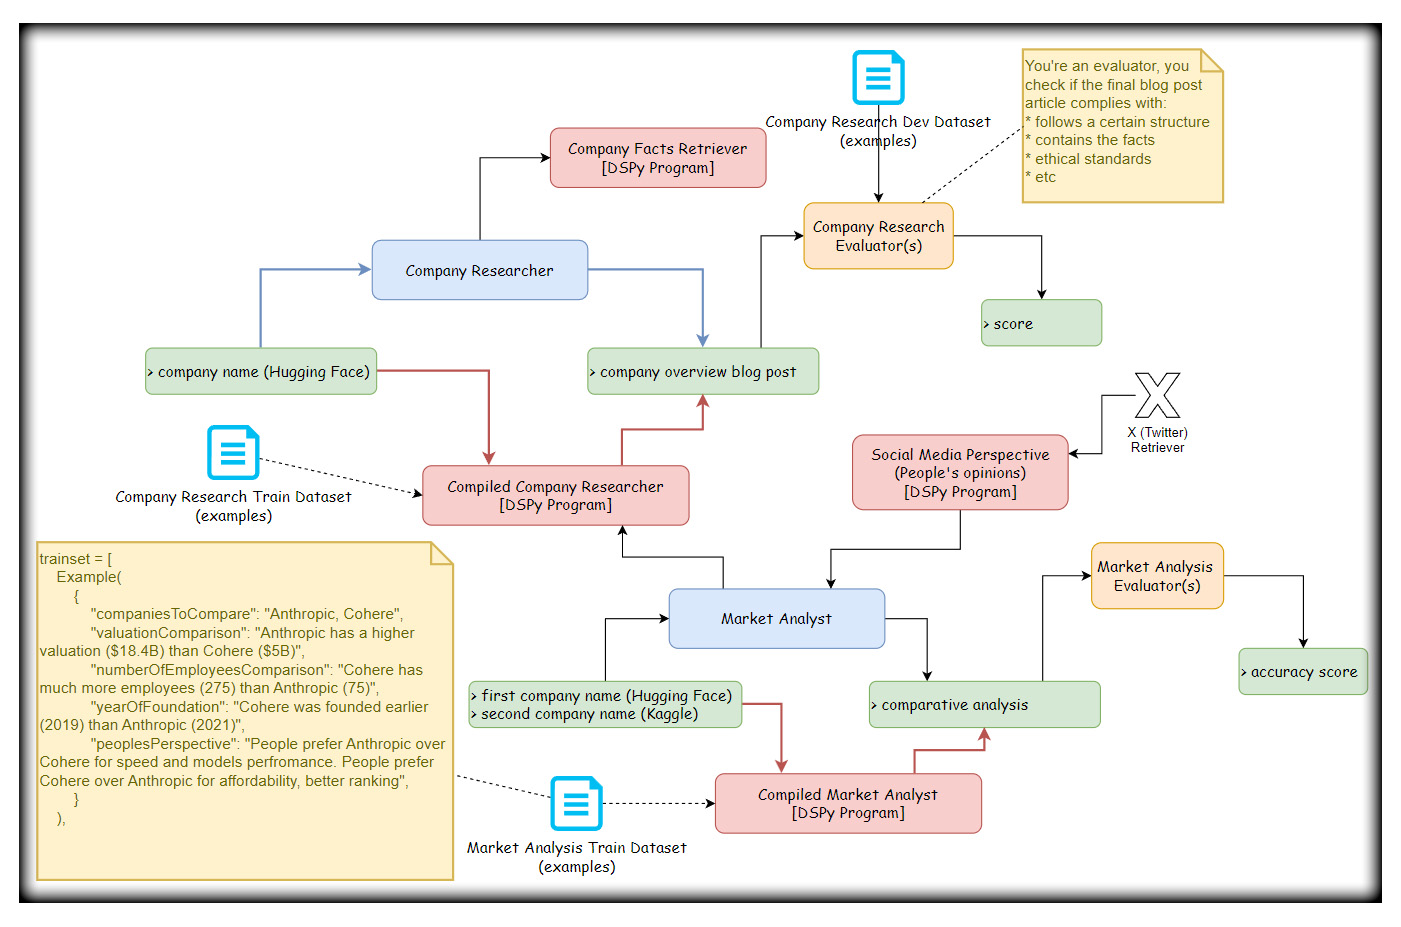 Company Research Dev Dataset
(examples)
You're an evaluator, you
check if the final blog post
article complies with:
* follows a certain structure
* contains the facts
* ethical standards
* etc
Company Facts Retriever
[DSPy Program]
Company Research
Evaluator(s)
Company Researcher
> score
> company name (Hugging Face)
> company overview blog post
X (Twitter)
Retriever
Social Media Perspective
(People's opinions)
[DSPy Program]
Company Research Train Dataset
(examples)
Compiled Company Researcher
[DSPy Program]
trainset = [
Example(
{
"companiesToCompare": "Anthropic, Cohere",
"valuationComparison": "Anthropic has a higher
valuation ($18.4B) than Cohere ($5B)",
"numberOfEmployeesComparison": "Cohere has
much more employees (275) than Anthropic (75)",
"yearOfFoundation": "Cohere was founded earlier
(2019) than Anthropic (2021)",
"peoplesPerspective": "People prefer Anthropic over
Cohere for speed and models perfromance. People prefer
Cohere over Anthropic for affordability, better ranking",
}
),
Market Analysis
Evaluator(s)
Market Analyst
> accuracy score
> first company name (Hugging Face)
> second company name (Kaggle)
> comparative analysis
Compiled Market Analyst
[DSPy Program]
Market Analysis Train Dataset
(examples)